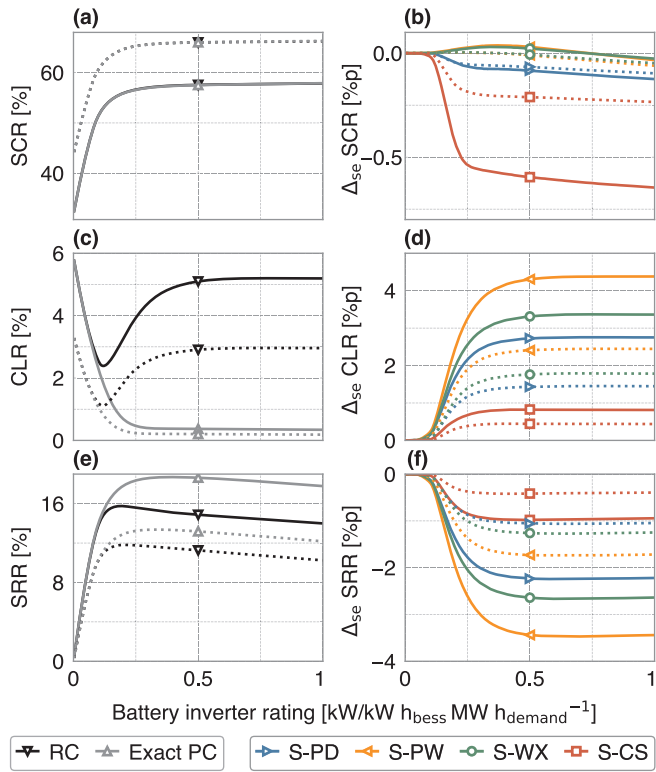 (a)
(b)
SCR [%]
60
40
Δse SCR [%p]
0.0
−0.5
(c)
(d)
CLR [%]
6
4
2
0
Δse CLR [%p]
4
2
0
(e)
(f)
SRR [%]
16
12
8
0
Δse SRR [%p]
0
−2
−4
0 0.5 1
0 0.5 1
Battery inverter rating [kW/kW hbess MW hdemand⁻¹]
RC Exact PC
S-PD S-PW S-WX S-CS